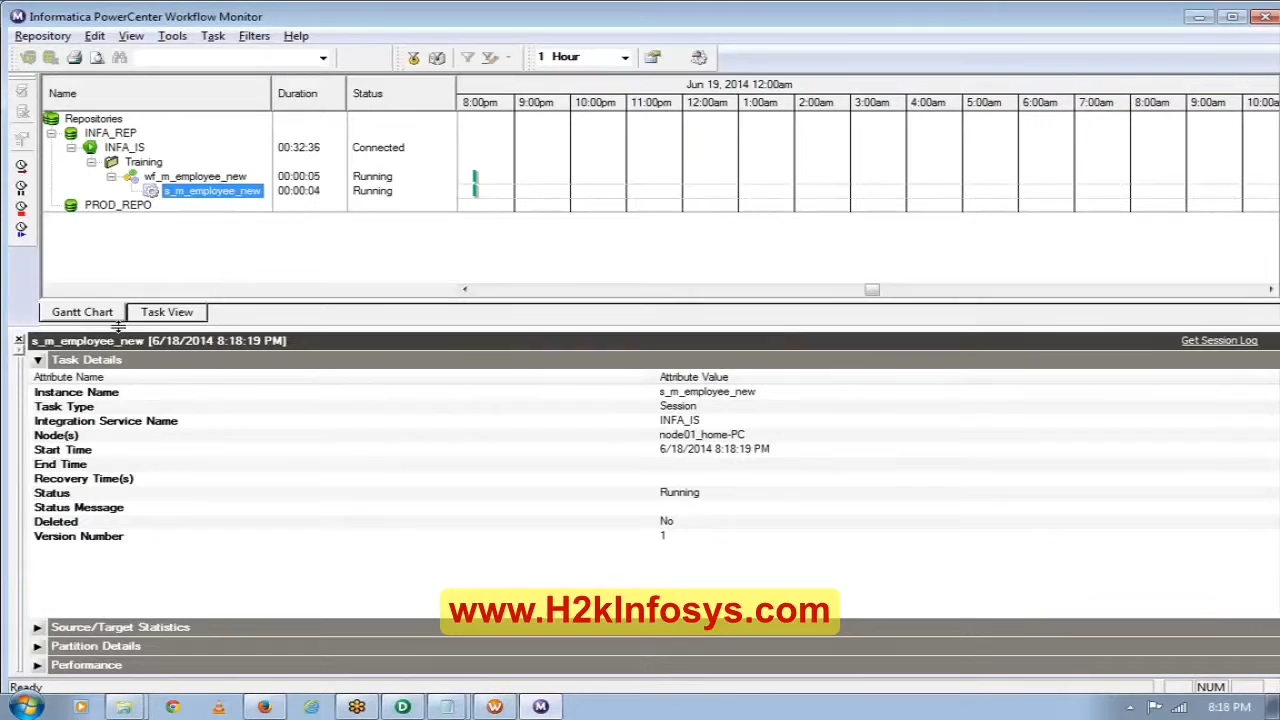 Informatica PowerCenter Workflow Monitor
Repository Edit View Tools Task Filters Help
1 Hour
Name Duration Status Jun 19, 2014 12:00am
8:00pm 9:00pm 10:00pm 11:00pm 12:00am 1:00am 2:00am 3:00am 4:00am 5:00am 6:00am 7:00am 8:00am 9:00am 10:00a
Repositories
INFA_REP
INFA_IS 00:32:36 Connected
Training
wf_m_employee_new 00:00:05 Running
s_m_employee_new 00:00:04 Running
PROD_REPO
Gantt Chart Task View
s_m_employee_new [6/18/2014 8:18:19 PM] Get Session Log
Task Details
Attribute Name Attribute Value
Instance Name s_m_employee_new
Task Type Session
Integration Service Name INFA_IS
Node(s) node01_home-PC
Start Time 6/18/2014 8:18:19 PM
End Time
Recovery Time(s)
Status Running
Status Message
Deleted No
Version Number 1
www.H2kInfosys.com
Source/Target Statistics
Partition Details
Performance
Ready NUM
8:18 PM